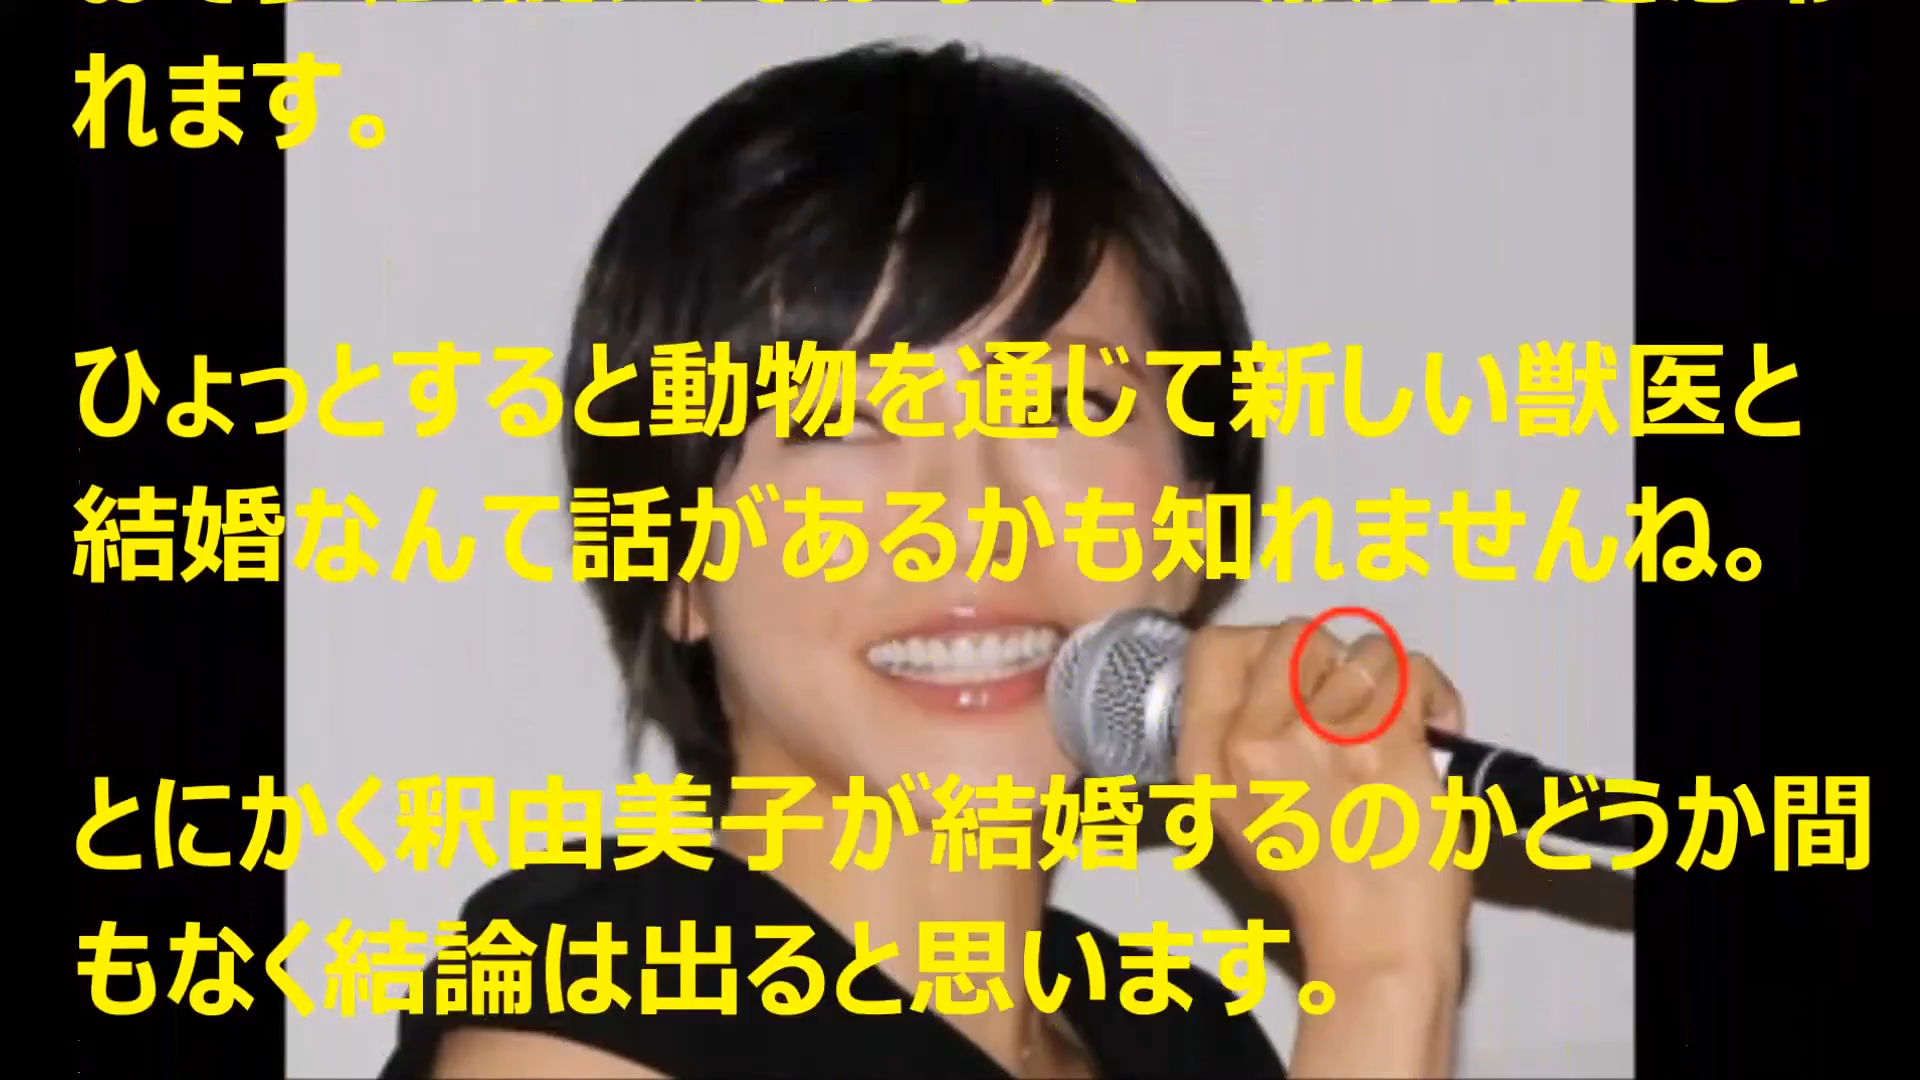 れます。
ひょっとすると動物を通じて新しい獣医と
結婚なんて話があるかも知れませんね。
とにかく釈由美子が結婚するのかどうか間
もなく結論は出ると思います。